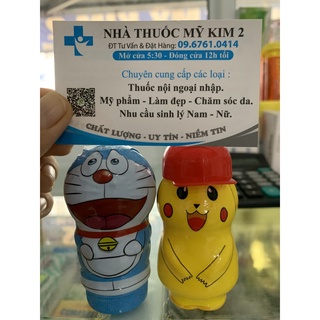 NHÀ THUỐC MỸ KIM 2
ĐT Tư Vấn & Đặt Hàng: 09.6761.0414
Mở cửa 5:30 - Đóng cửa 12h tối
Chuyên cung cấp các loại :
Thuốc nội ngoại nhập.
Mỹ phẩm - Làm đẹp - Chăm sóc da.
Nhu cầu sinh lý Nam - Nữ.
CHẤT LƯỢNG - UY TÍN - NIỀM TIN